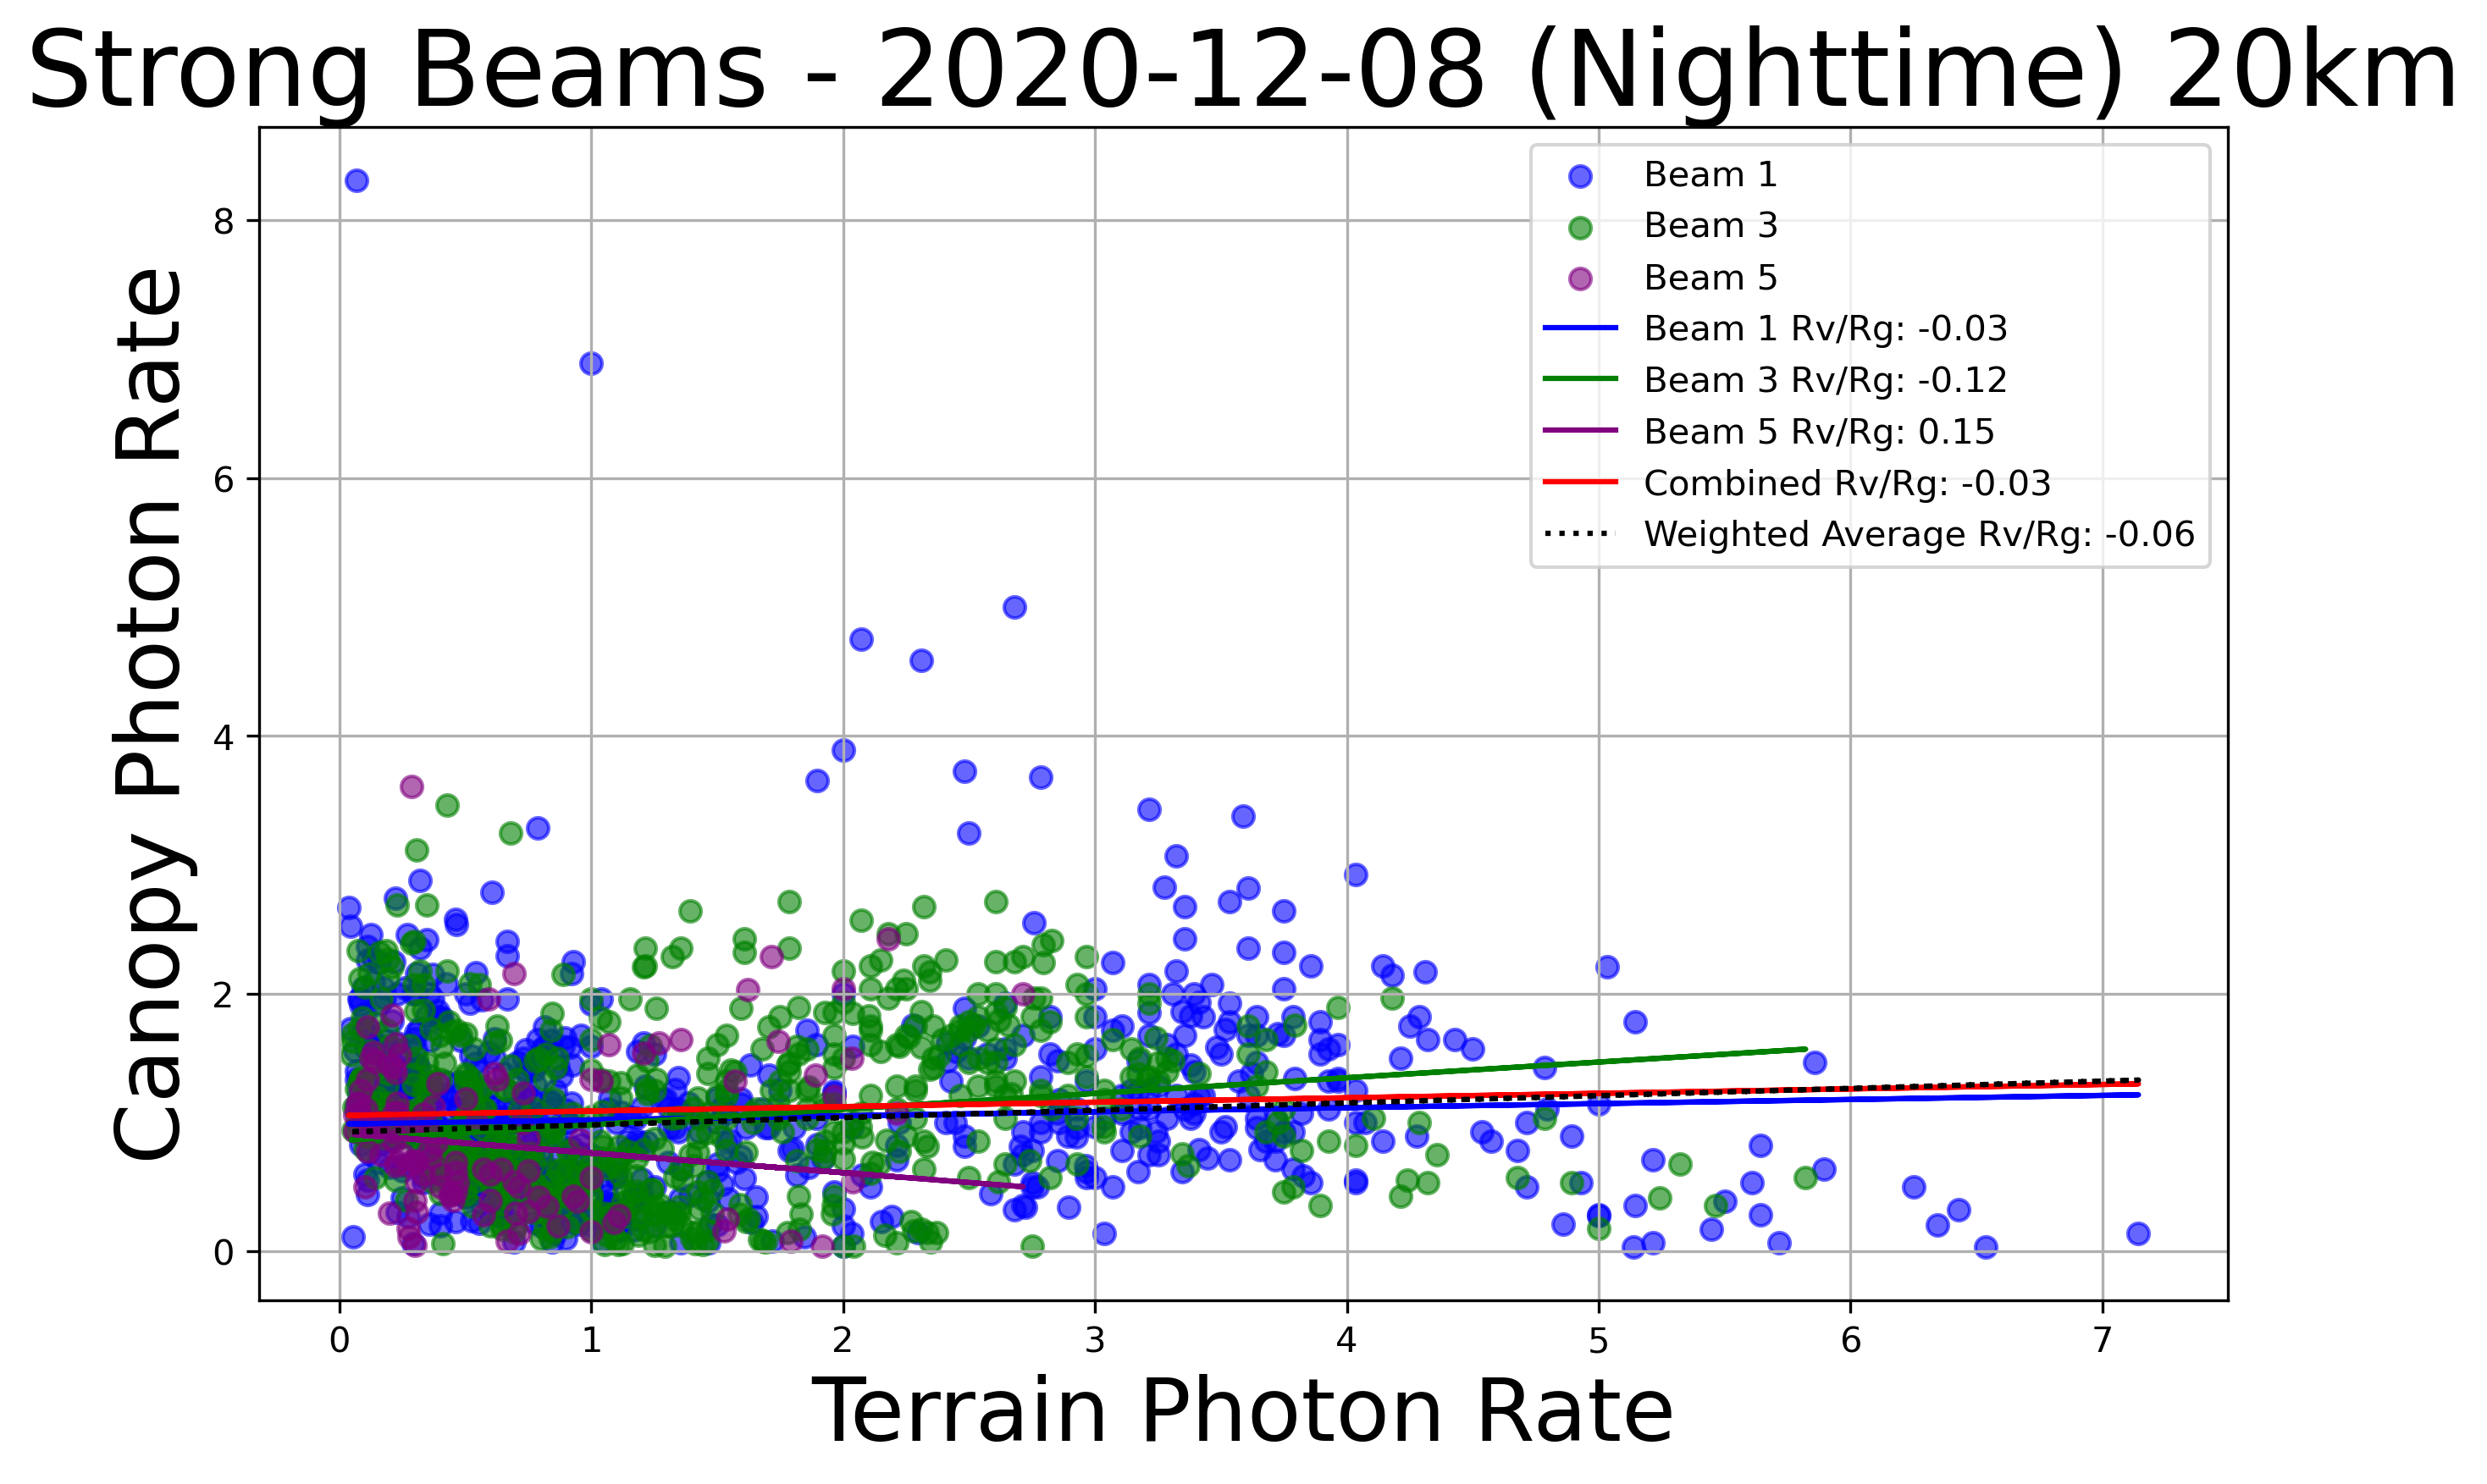 Strong Beams - 2020-12-08 (Nighttime) 20km
Canopy Photon Rate
8
6
4
2
0
Beam 1
Beam 3
Beam 5
Beam 1 Rv/Rg: -0.03
Beam 3 Rv/Rg: -0.12
Beam 5 Rv/Rg: 0.15
Combined Rv/Rg: -0.03
Weighted Average Rv/Rg: -0.06
0 1 2 3 4 5 6 7
Terrain Photon Rate